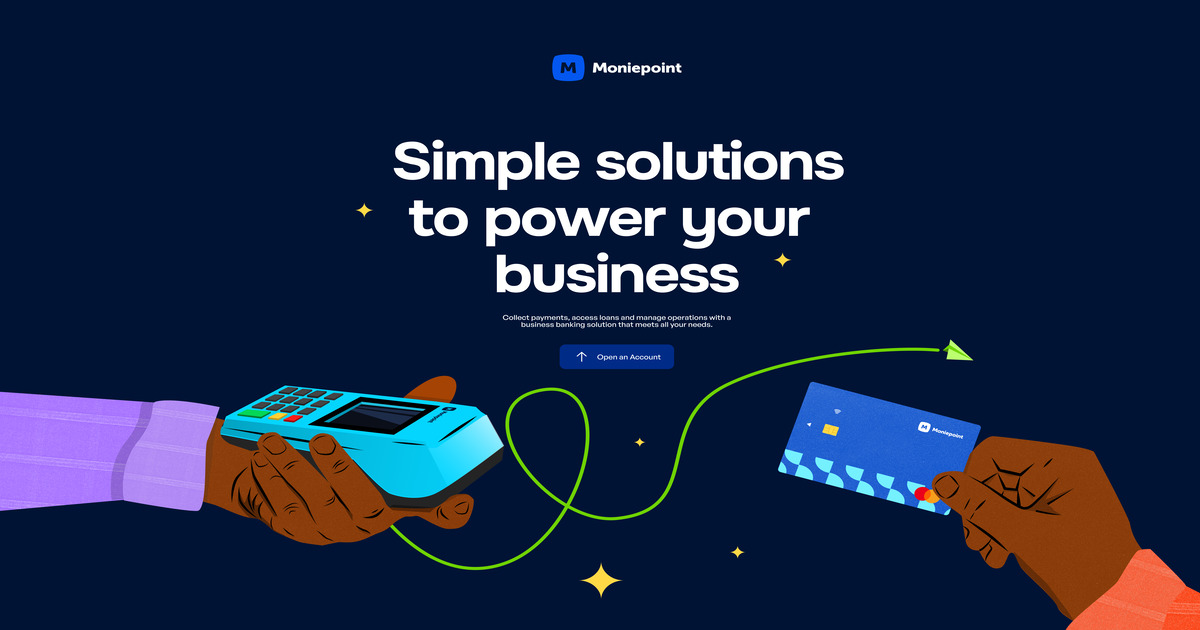 M Moniepoint
Simple solutions
to power your
business
Collect payments, access loans and manage operations with a
business banking solution that meets all your needs.
Open an Account
M Moniepoint